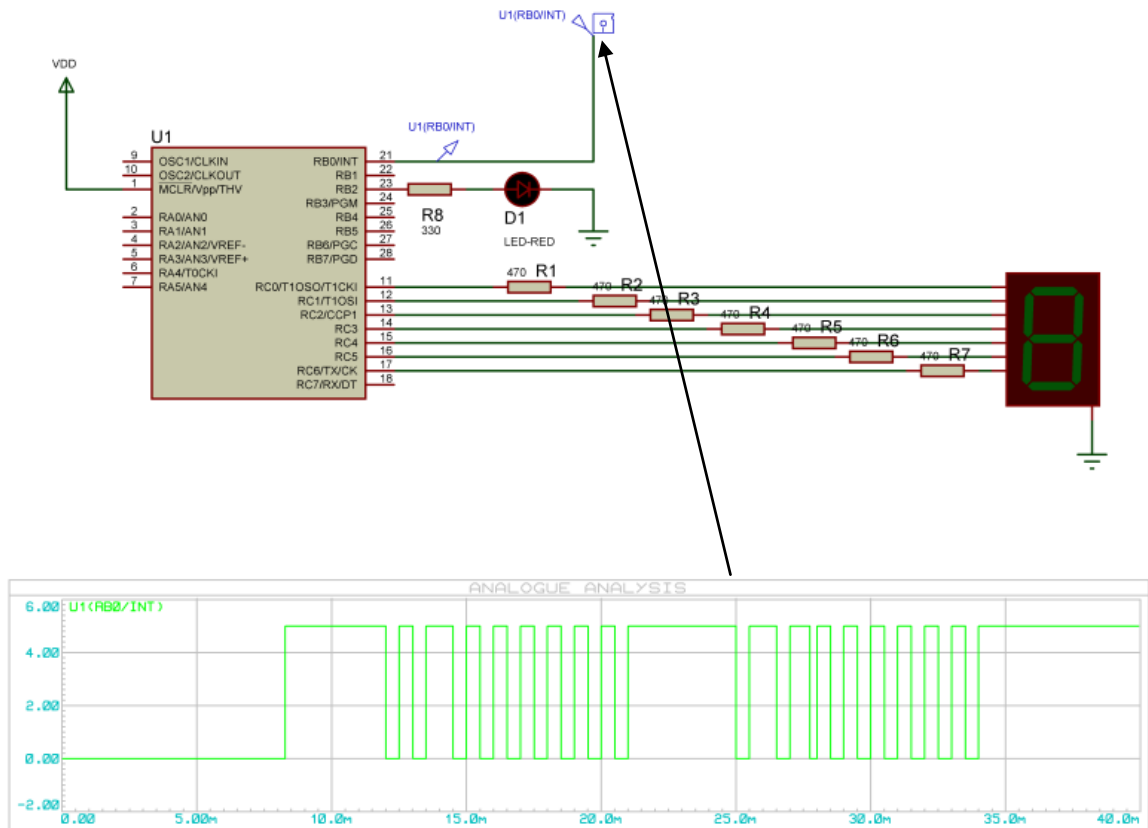 U1(RB0/INT)
VDD
U1(RB0/INT)
U1
9 OSC1/CLKIN RB0/INT 21
10 OSC2/CLKOUT RB1 22
1 MCLR/Vpp/THV RB2 23
RB3/PGM 24
2 RA0/AN0 RB4 25
3 RA1/AN1 RB5 26
4 RA2/AN2/VREF- RB6/PGC 27
5 RA3/AN3/VREF+ RB7/PGD 28
6 RA4/T0CKI
7 RA5/AN4 RC0/T1OSO/T1CKI 11
RC1/T1OSI 12
RC2/CCP1 13
RC3 14
RC4 15
RC5 16
RC6/TX/CK 17
RC7/RX/DT 18
R8
330
D1
LED-RED
470 R1
470 R2
470 R3
470 R4
470 R5
470 R6
470 R7
ANALOGUE ANALYSIS
6.00 U1(RB0/INT)
4.00
2.00
0.00
-2.00
0.00 5.00m 10.0m 15.0m 20.0m 25.0m 30.0m 35.0m 40.0m